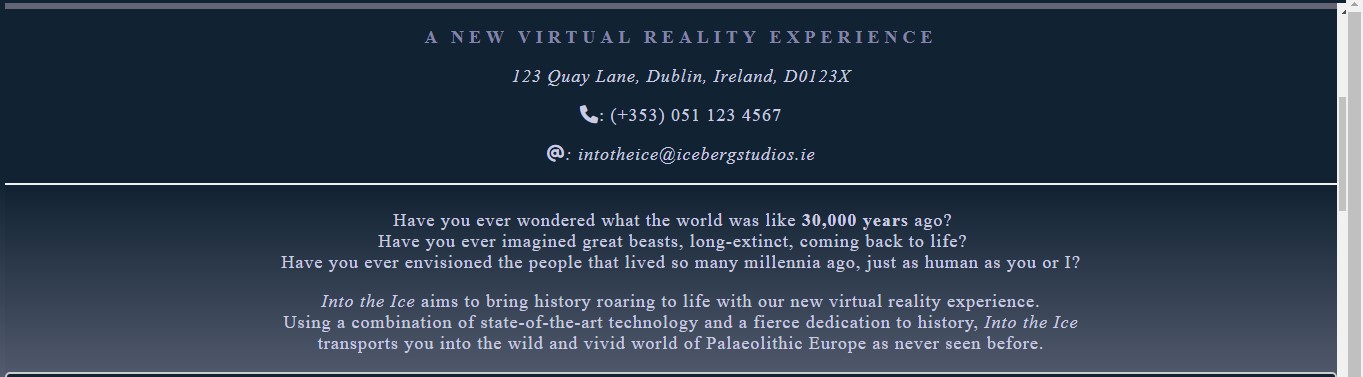 A NEW VIRTUAL REALITY EXPERIENCE
123 Quay Lane, Dublin, Ireland, D0123X
: (+353) 051 123 4567
@: intotheice@icebergstudios.ie
Have you ever wondered what the world was like 30,000 years ago?
Have you ever imagined great beasts, long-extinct, coming back to life?
Have you ever envisioned the people that lived so many millennia ago, just as human as you or I?
Into the Ice aims to bring history roaring to life with our new virtual reality experience.
Using a combination of state-of-the-art technology and a fierce dedication to history, Into the Ice
transports you into the wild and vivid world of Palaeolithic Europe as never seen before.